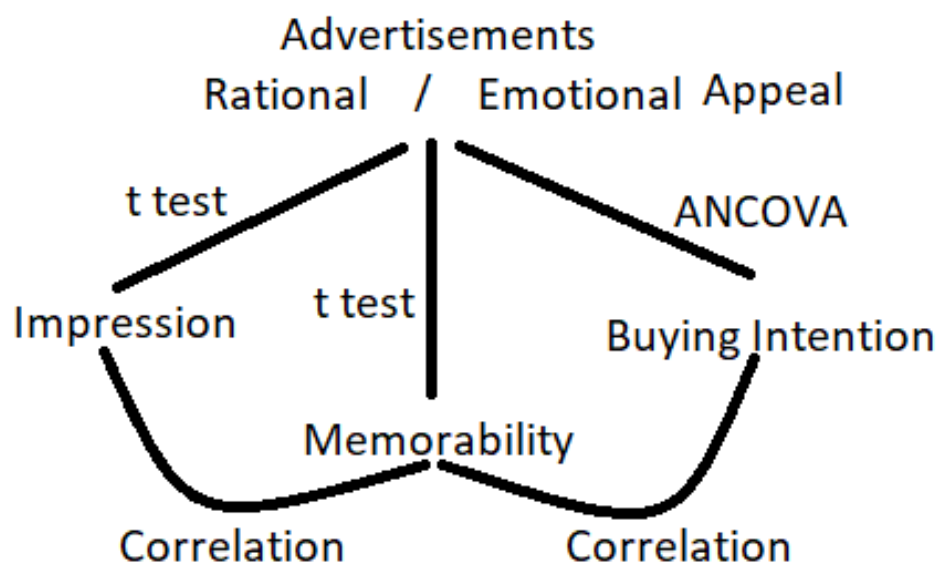 Advertisements
Rational / Emotional Appeal
t test
ANCOVA
t test
Impression
Buying Intention
Memorability
Correlation
Correlation